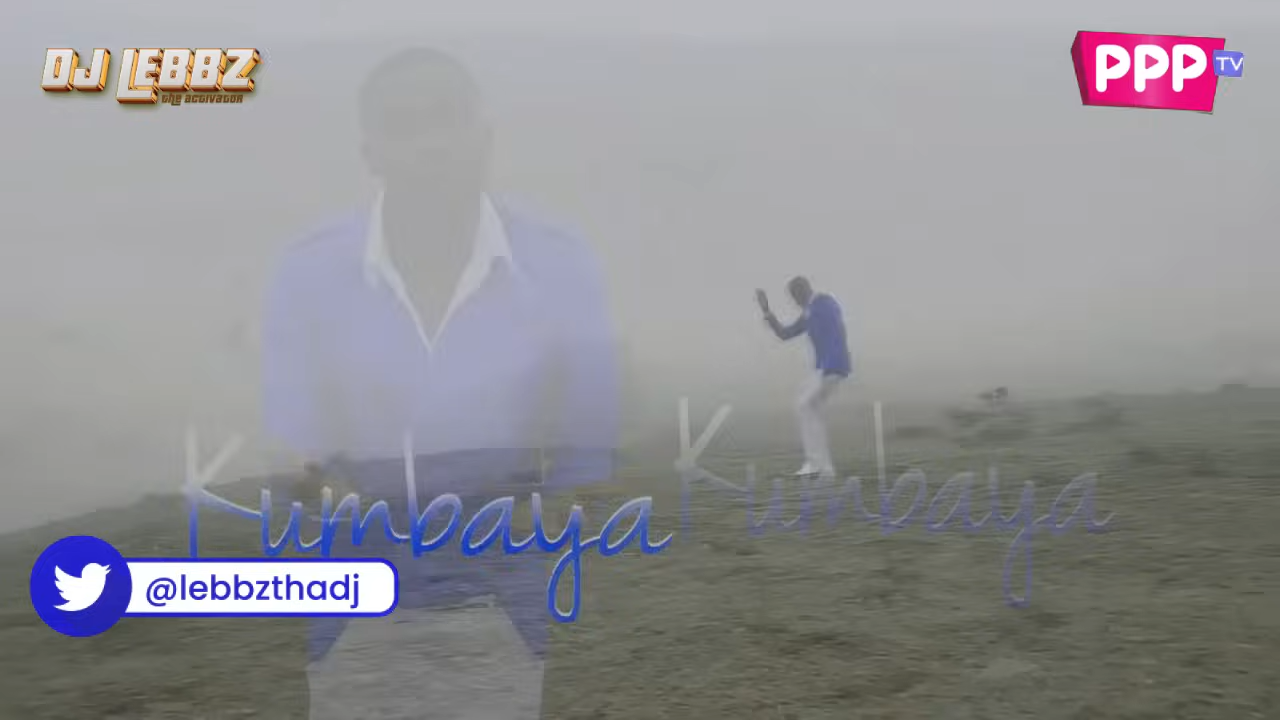 DJ LEBBZ
the activator
PPP TV
Kumbaya Kumbaya
@lebbzthadj